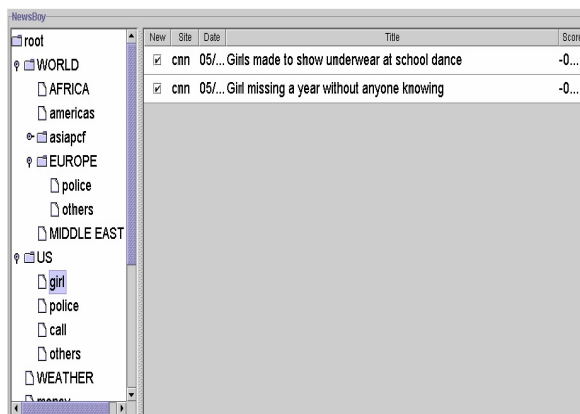 NewsBoy
root
WORLD
AFRICA
americas
asiapcf
EUROPE
police
others
MIDDLE EAST
US
girl
police
call
others
WEATHER
money
New Site Date Title Score
cnn 05/... Girls made to show underwear at school dance -0...
cnn 05/... Girl missing a year without anyone knowing -0...